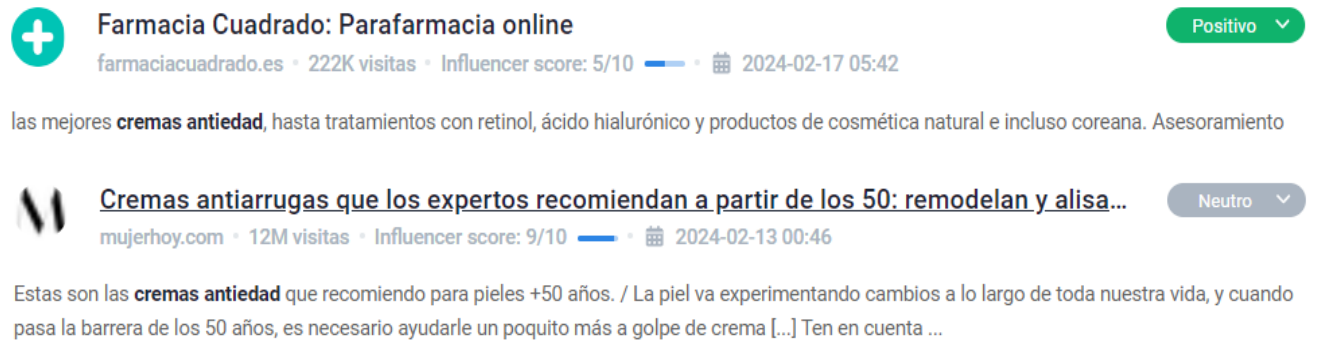 Farmacia Cuadrado: Parafarmacia online
Positivo
farmaciacuadrado.es • 222K visitas • Influencer score: 5/10 • 2024-02-17 05:42
las mejores cremas antiedad, hasta tratamientos con retinol, ácido hialurónico y productos de cosmética natural e incluso coreana. Asesoramiento
Cremas antiarrugas que los expertos recomiendan a partir de los 50: remodelan y alisa...
Neutro
mujerhoy.com • 12M visitas • Influencer score: 9/10 • 2024-02-13 00:46
Estas son las cremas antiedad que recomiendo para pieles +50 años. / La piel va experimentando cambios a lo largo de toda nuestra vida, y cuando
pasa la barrera de los 50 años, es necesario ayudarle un poquito más a golpe de crema [...] Ten en cuenta ...